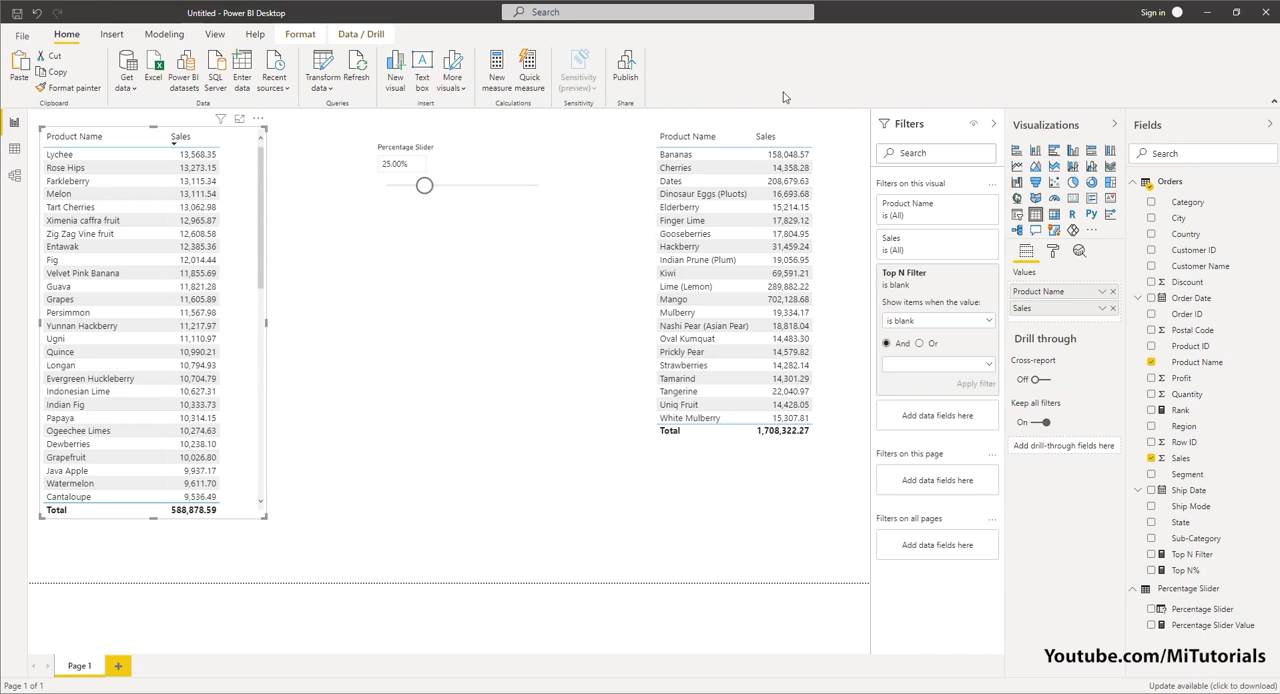 Untitled - Power BI Desktop
Search
Sign in
File
Home
Insert
Modeling
View
Help
Format
Data / Drill
Paste
Cut
Copy
Format painter
Clipboard
Get data
Excel
Power BI datasets
SQL Server
Enter data
Recent sources
Data
Transform data
Refresh
Queries
New visual
Text box
More visuals
Insert
New measure
Quick measure
Calculations
Sensitivity (preview)
Sensitivity
Publish
Share
Product Name Sales
Lychee 13,568.35
Rose Hips 13,273.15
Farkleberry 13,115.34
Melon 13,111.54
Tart Cherries 13,062.98
Ximenia caffra fruit 12,965.87
Zig Zag Vine fruit 12,608.58
Entawak 12,385.36
Fig 12,014.44
Velvet Pink Banana 11,855.69
Guava 11,821.28
Grapes 11,605.89
Persimmon 11,567.98
Yunnan Hackberry 11,217.97
Ugni 11,110.97
Quince 10,990.21
Longan 10,794.93
Evergreen Huckleberry 10,704.79
Indonesian Lime 10,627.31
Indian Fig 10,333.73
Papaya 10,314.15
Ogeechee Limes 10,274.63
Dewberries 10,238.10
Grapefruit 10,026.80
Java Apple 9,937.17
Watermelon 9,611.70
Cantaloupe 9,536.49
Total 588,878.59
Percentage Slider
25.00%
Product Name Sales
Bananas 158,048.57
Cherries 14,358.28
Dates 208,679.63
Dinosaur Eggs (Pluots) 16,693.68
Elderberry 15,214.15
Finger Lime 17,829.12
Gooseberries 17,804.95
Hackberry 31,459.24
Indian Prune (Plum) 19,056.95
Kiwi 69,591.21
Lime (Lemon) 289,882.22
Mango 702,128.68
Mulberry 19,334.17
Nashi Pear (Asian Pear) 18,818.04
Oval Kumquat 14,483.30
Prickly Pear 14,579.82
Strawberries 14,282.14
Tamarind 14,301.29
Tangerine 22,040.97
Uniq Fruit 14,428.05
White Mulberry 15,307.81
Total 1,708,322.27
Filters
Search
Filters on this visual
Product Name
is (All)
Sales
is (All)
Top N Filter
is blank
Show items when the value:
is blank
And Or
Apply filter
Add data fields here
Filters on this page
Add data fields here
Filters on all pages
Add data fields here
Visualizations
R
Py
Values
Product Name
Sales
Drill through
Cross-report
Off
Keep all filters
On
Add drill-through fields here
Fields
Search
Orders
Category
City
Country
Customer ID
Customer Name
Discount
Order Date
Order ID
Postal Code
Product ID
Product Name
Profit
Quantity
Rank
Region
Row ID
Sales
Segment
Ship Date
Ship Mode
State
Sub-Category
Top N Filter
Top N%
Percentage Slider
Percentage Slider
Percentage Slider Value
Page 1
Youtube.com/MiTutorials
Page 1 of 1
Update available (click to download)